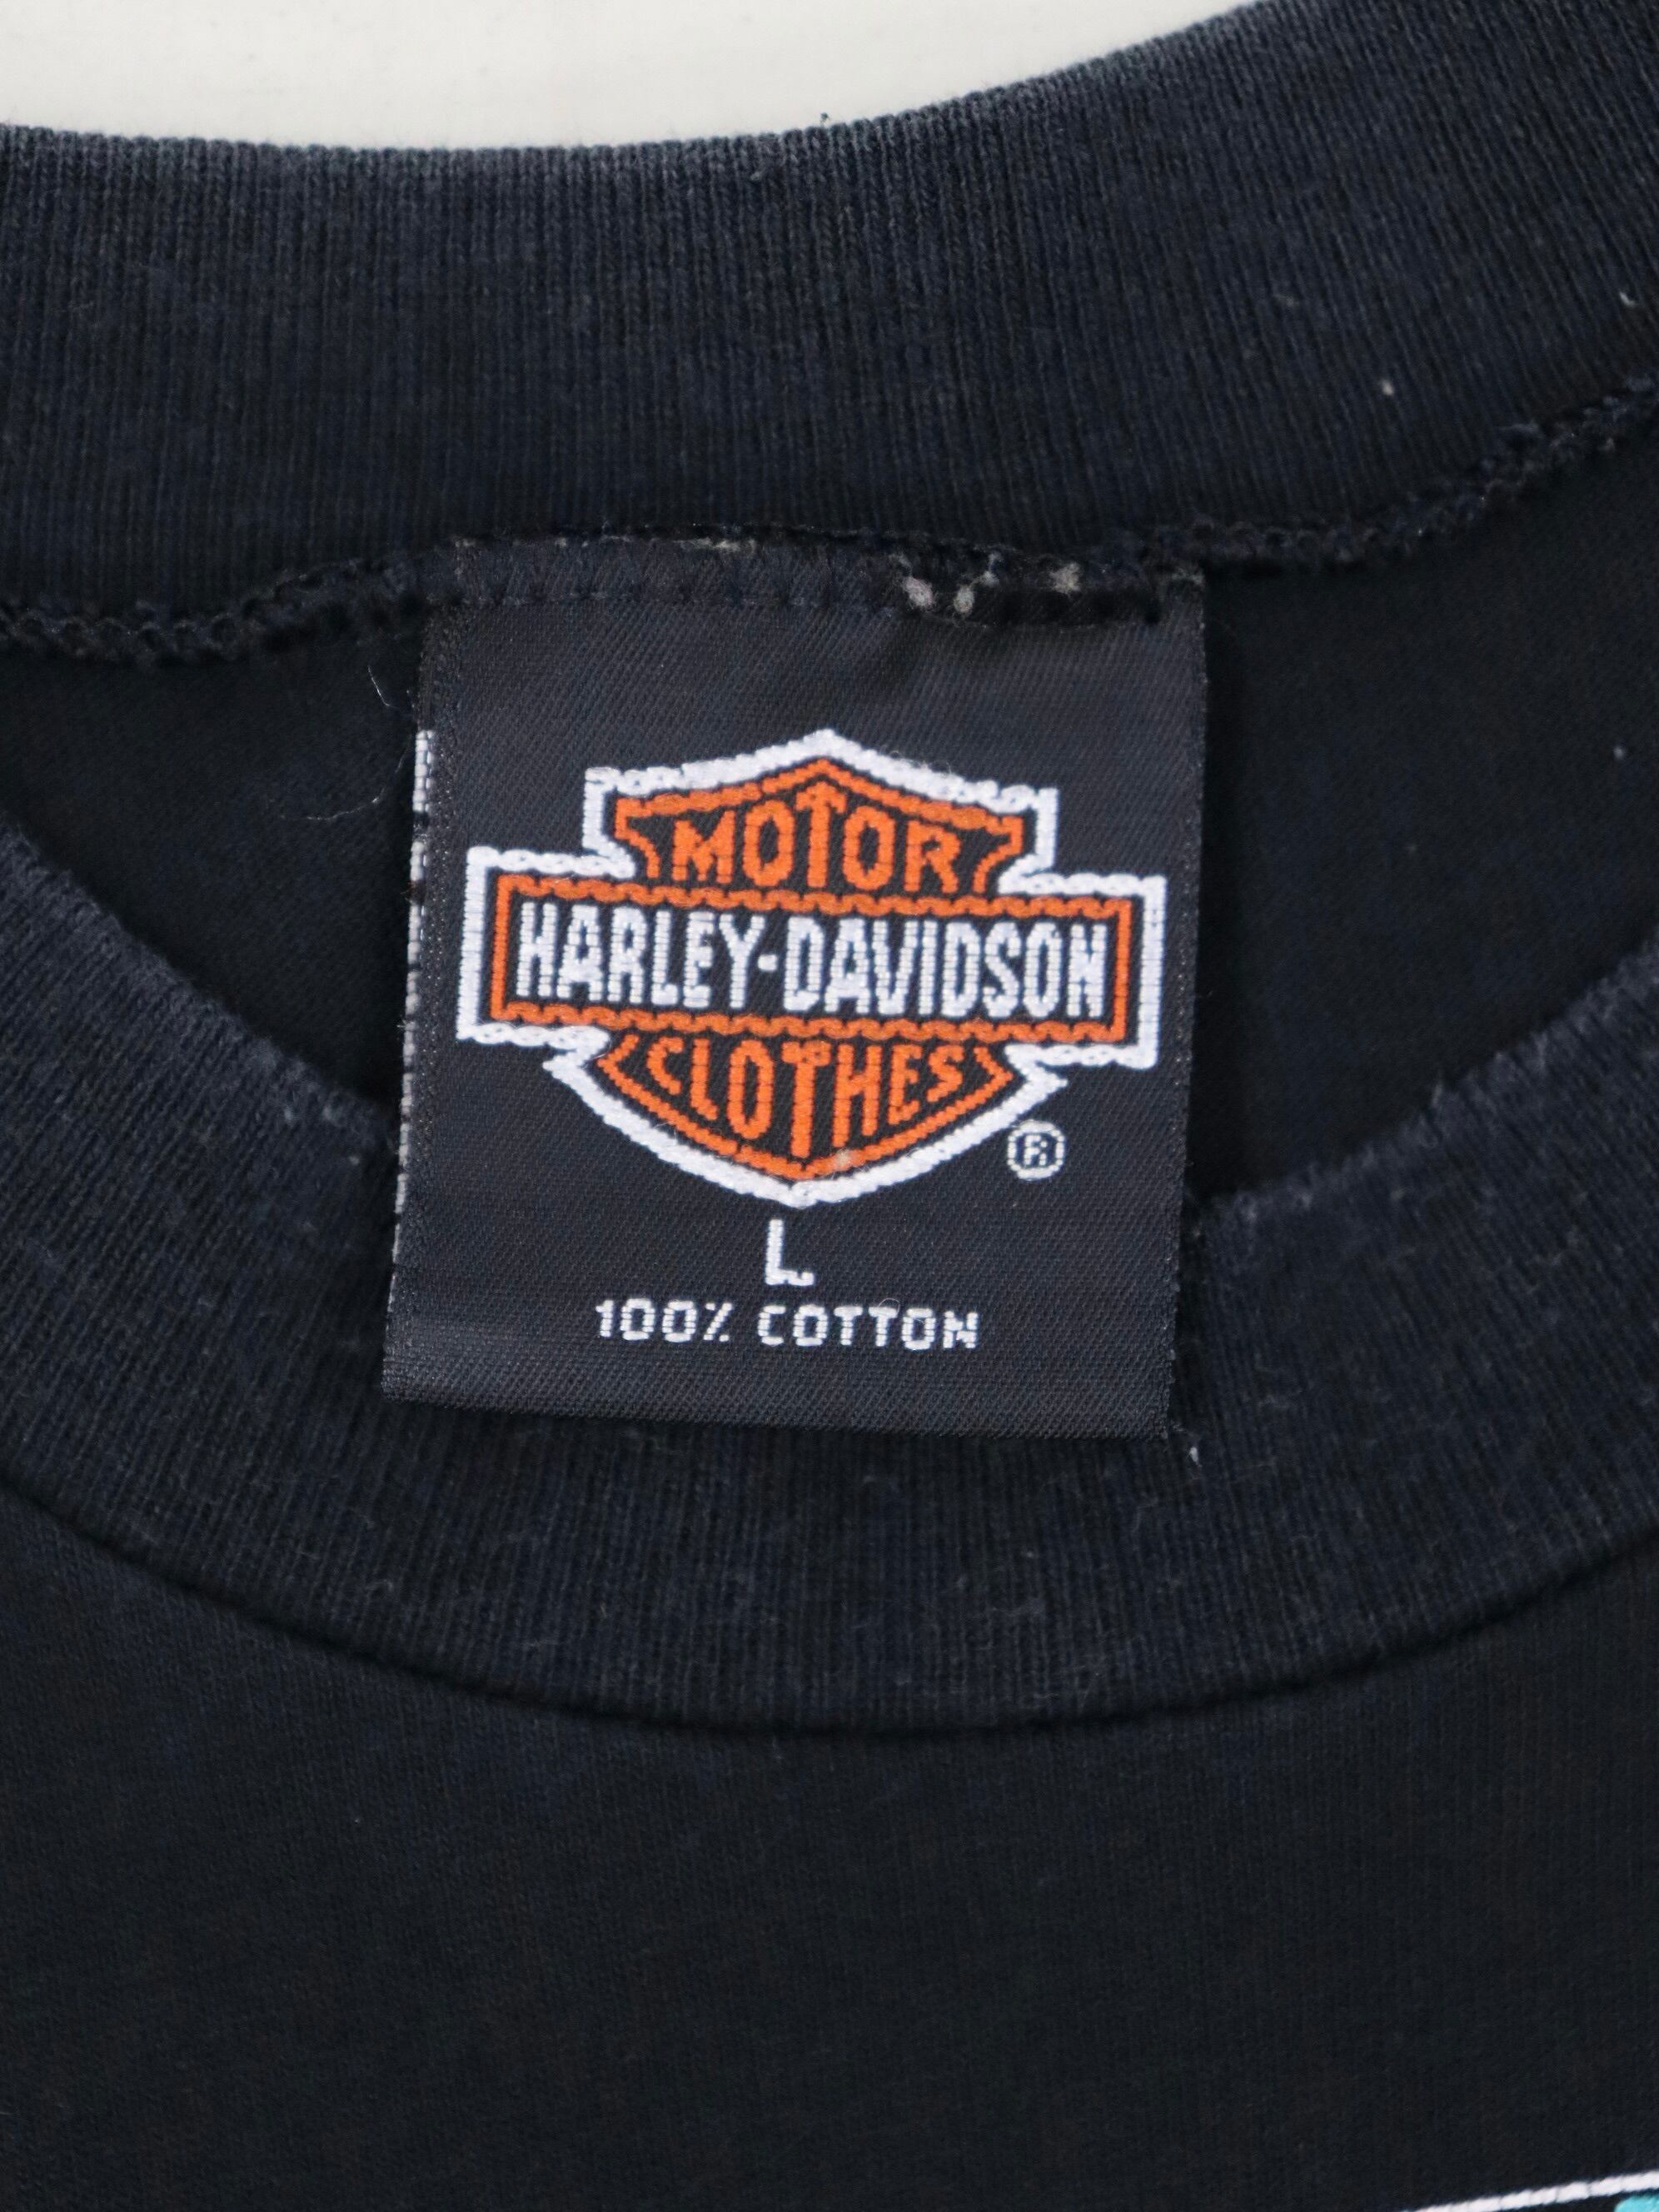 MOTOR
HARLEY-DAVIDSON
CLOTHES
®
L
100% COTTON